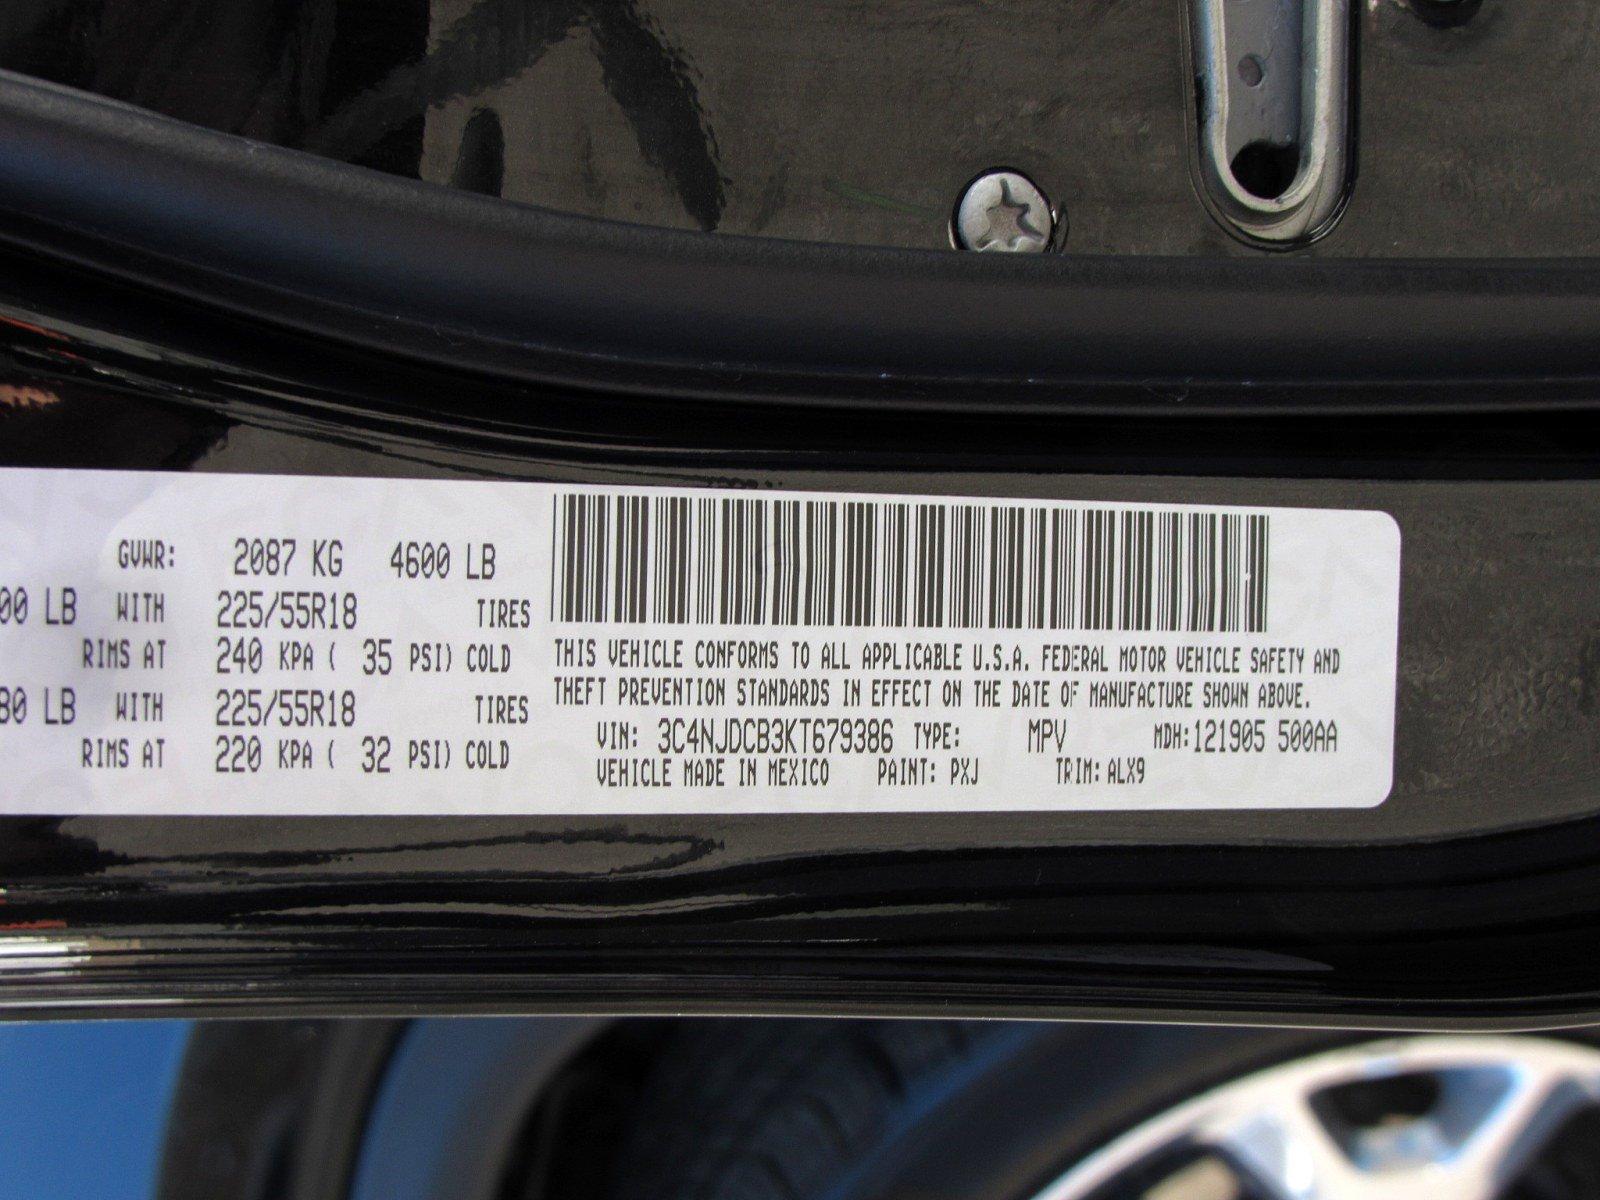 GVWR: 2087 KG 4600 LB
00 LB WITH 225/55R18 TIRES
RIMS AT 240 KPA ( 35 PSI) COLD
80 LB WITH 225/55R18 TIRES
RIMS AT 220 KPA ( 32 PSI) COLD
THIS VEHICLE CONFORMS TO ALL APPLICABLE U.S.A. FEDERAL MOTOR VEHICLE SAFETY AND
THEFT PREVENTION STANDARDS IN EFFECT ON THE DATE OF MANUFACTURE SHOWN ABOVE.
VIN: 3C4NJDCB3KT679386 TYPE: MPV MDH:121905 500AA
VEHICLE MADE IN MEXICO PAINT: PXJ TRIM: ALX9